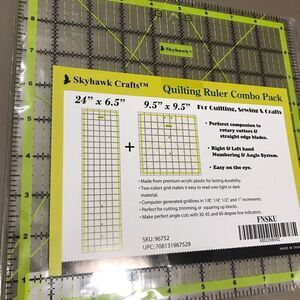 Skyhawk
Skyhawk Crafts™
Quilting Ruler Combo Pack
24" x 6.5"
9.5" x 9.5"
+
For Quilting, Sewing & Crafts
• Perferct companion to
rotary cutters &
straight edge blades.
• Right & Left hand
Numbering & Angle System.
• Easy on the eye.
• Made from premium acrylic plastic for lasting durability.
• Two-colors grid makes it easy to read over light or dark
material.
• Computer generated gridlines in 1/8", 1/4", 1/2", and 1" increments.
• Perfect for cutting, trimming, or squaring up blocks.
• Make perfect angle cuts with 30, 45, and 60 degree line indicators.
SKU: 96752
UPC: 708131967529
FNSKU